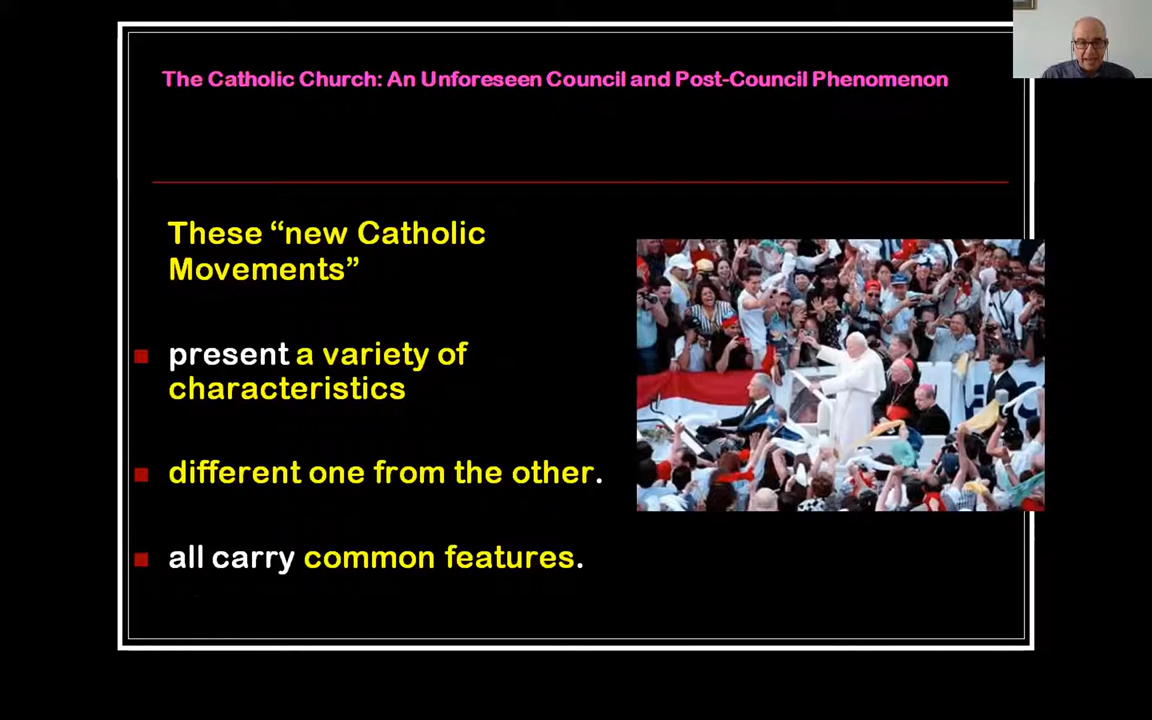 The Catholic Church: An Unforeseen Council and Post-Council Phenomenon
These “new Catholic
Movements”
present a variety of
characteristics
different one from the other.
all carry common features.